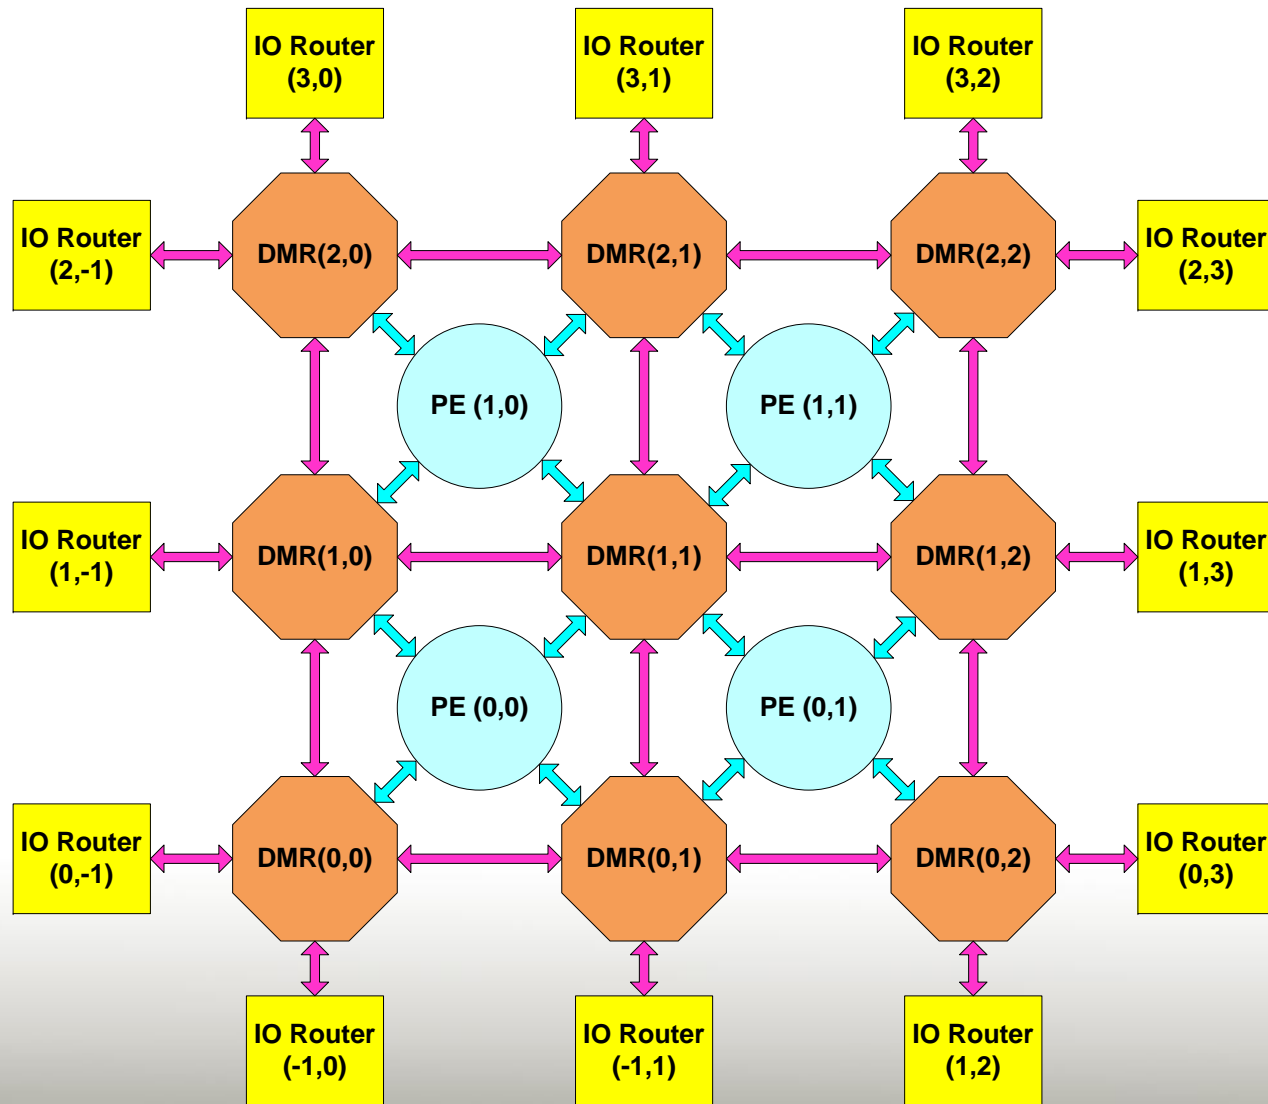 IO Router
(3,0)
IO Router
(3,1)
IO Router
(3,2)
IO Router
(2,-1)
DMR(2,0)
DMR(2,1)
DMR(2,2)
IO Router
(2,3)
PE (1,0)
PE (1,1)
IO Router
(1,-1)
DMR(1,0)
DMR(1,1)
DMR(1,2)
IO Router
(1,3)
PE (0,0)
PE (0,1)
IO Router
(0,-1)
DMR(0,0)
DMR(0,1)
DMR(0,2)
IO Router
(0,3)
IO Router
(-1,0)
IO Router
(-1,1)
IO Router
(1,2)